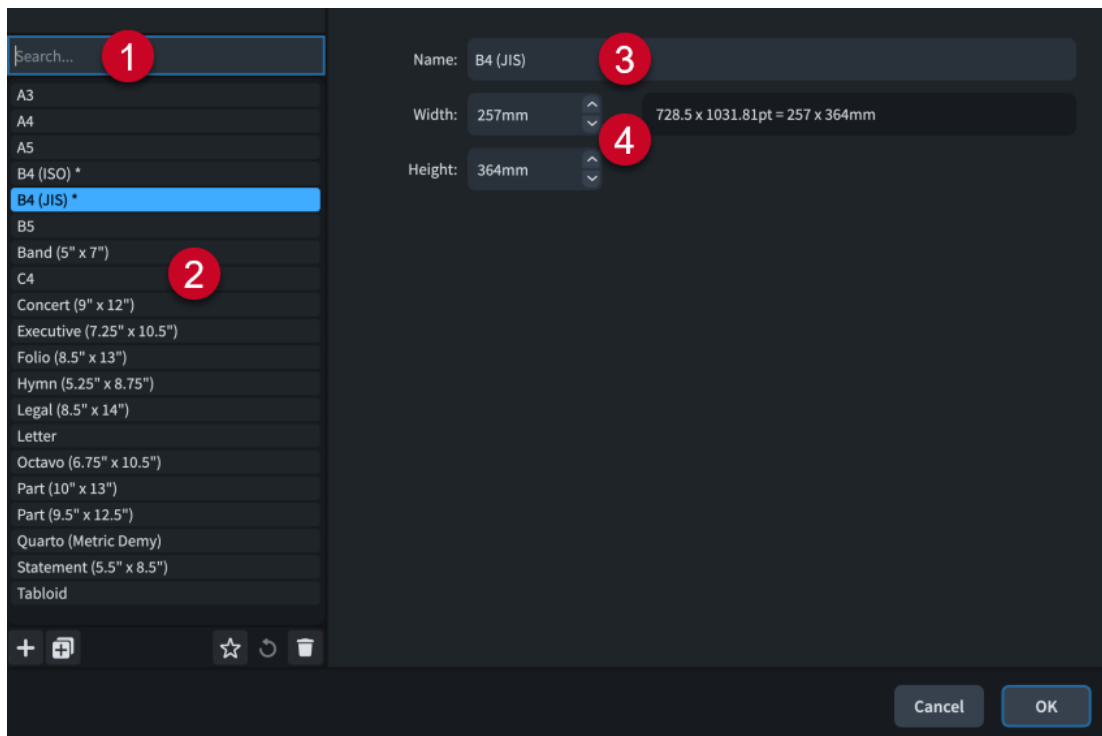 Search...
1
A3
A4
A5
B4 (ISO) *
B4 (JIS) *
B5
Band (5" x 7")
2
C4
Concert (9" x 12")
Executive (7.25" x 10.5")
Folio (8.5" x 13")
Hymn (5.25" x 8.75")
Legal (8.5" x 14")
Letter
Octavo (6.75" x 10.5")
Part (10" x 13")
Part (9.5" x 12.5")
Quarto (Metric Demy)
Statement (5.5" x 8.5")
Tabloid
Name: B4 (JIS)
3
Width: 257mm
728.5 x 1031.81pt = 257 x 364mm
4
Height: 364mm
Cancel
OK